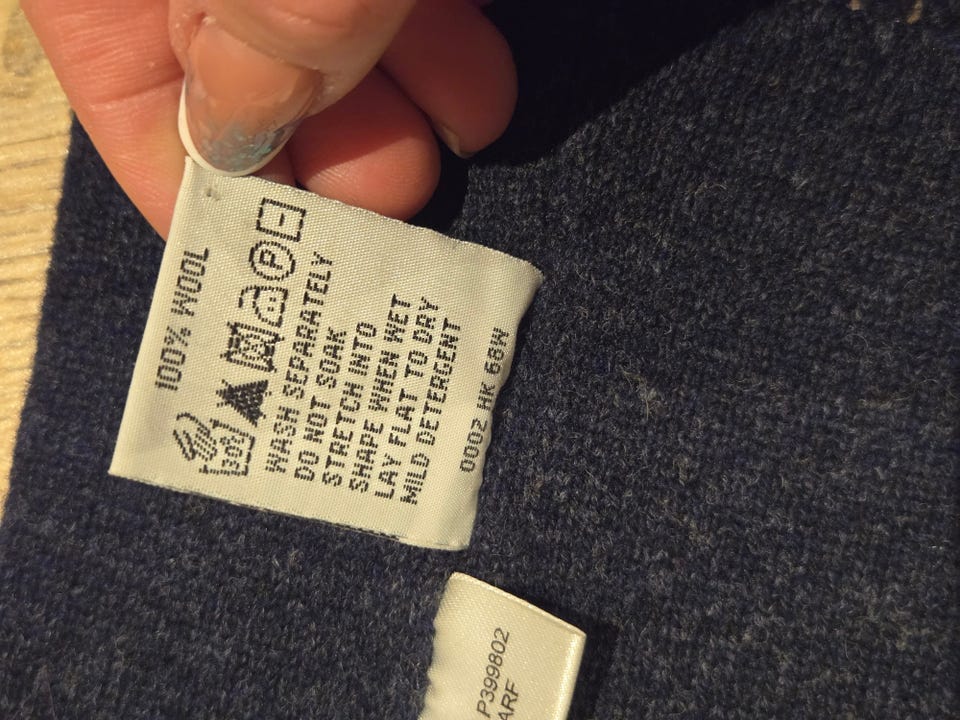 100% WOOL
30°
P
WASH SEPARATELY
DO NOT SOAK
STRETCH INTO
SHAPE WHEN WET
LAY FLAT TO DRY
MILD DETERGENT
0002 HK 68W
P399802
ARF